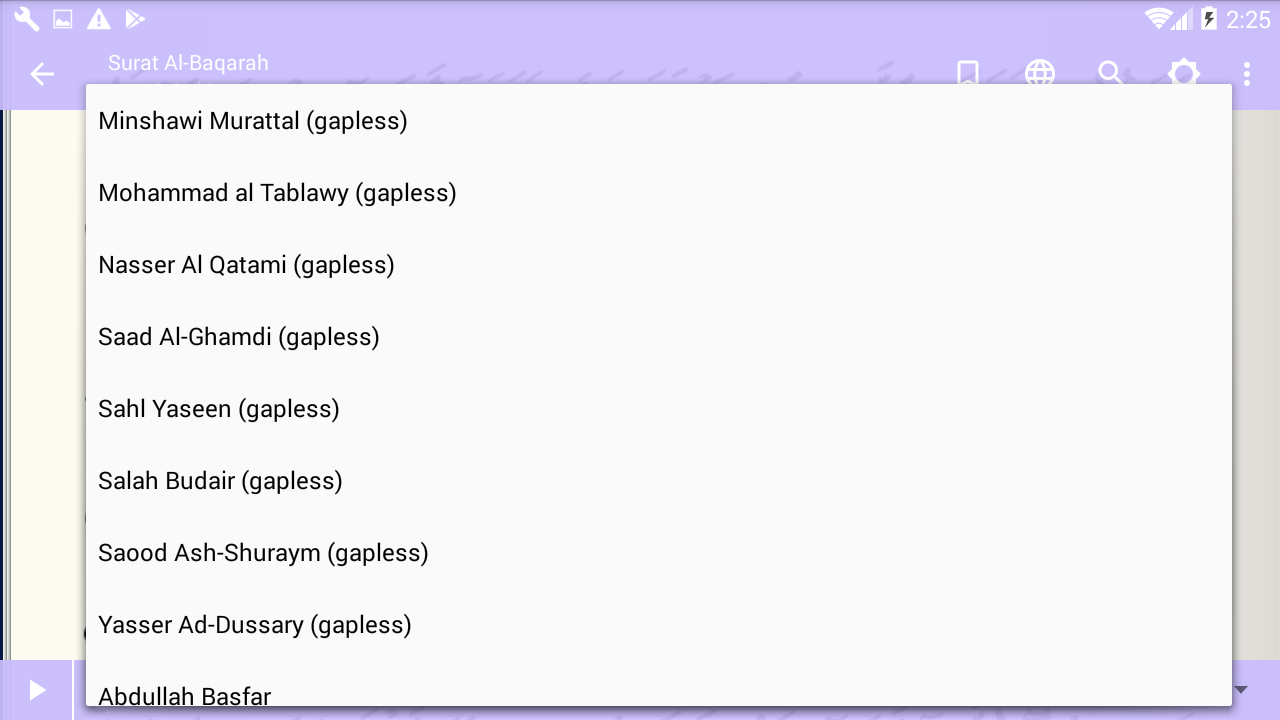 2:25
Surat Al-Baqarah
Minshawi Murattal (gapless)
Mohammad al Tablawy (gapless)
Nasser Al Qatami (gapless)
Saad Al-Ghamdi (gapless)
Sahl Yaseen (gapless)
Salah Budair (gapless)
Saood Ash-Shuraym (gapless)
Yasser Ad-Dussary (gapless)
Abdullah Basfar